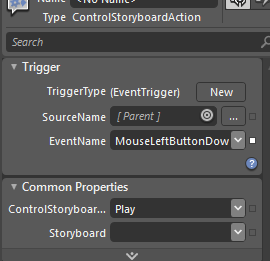 Name <No Name>
Type ControlStoryboardAction
Search
Trigger
TriggerType (EventTrigger) New
SourceName [ Parent ] ...
EventName MouseLeftButtonDow
?
Common Properties
ControlStoryboar... Play
Storyboard